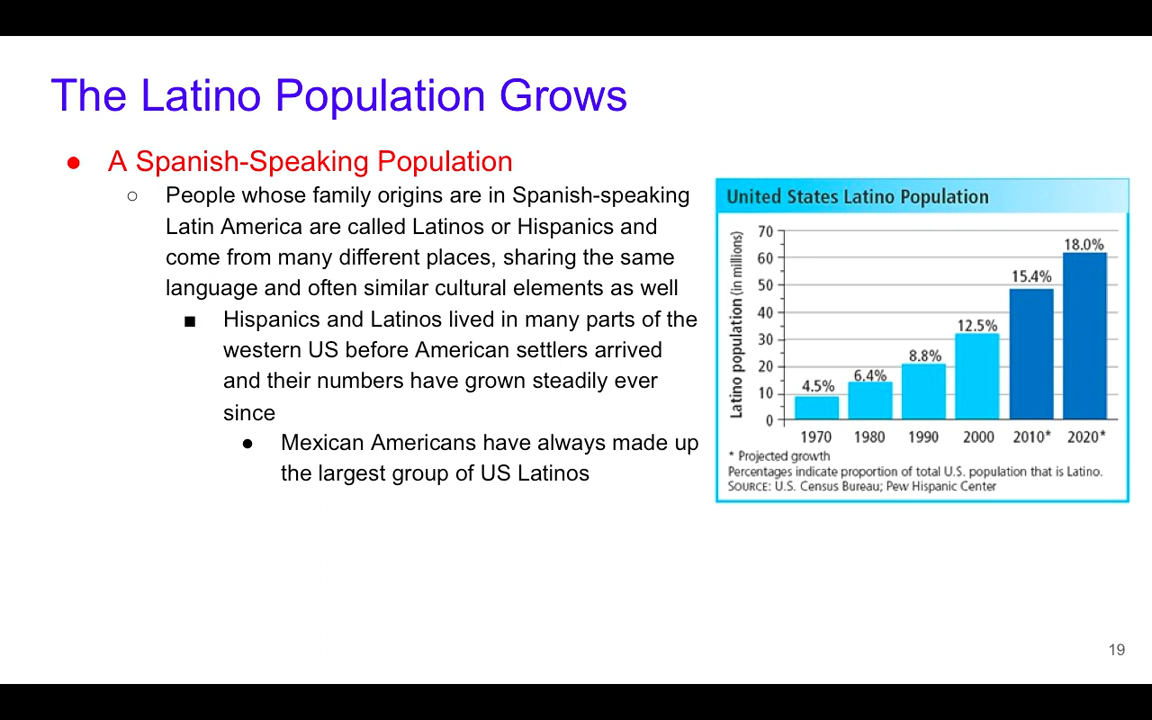 The Latino Population Grows
● A Spanish-Speaking Population
○ People whose family origins are in Spanish-speaking
Latin America are called Latinos or Hispanics and
come from many different places, sharing the same
language and often similar cultural elements as well
■ Hispanics and Latinos lived in many parts of the
western US before American settlers arrived
and their numbers have grown steadily ever
since
● Mexican Americans have always made up
the largest group of US Latinos
United States Latino Population
Latino population (in millions)
70
60
50
40
30
20
10
0
4.5%
6.4%
8.8%
12.5%
15.4%
18.0%
1970 1980 1990 2000 2010* 2020*
* Projected growth
Percentages indicate proportion of total U.S. population that is Latino.
SOURCE: U.S. Census Bureau; Pew Hispanic Center
19